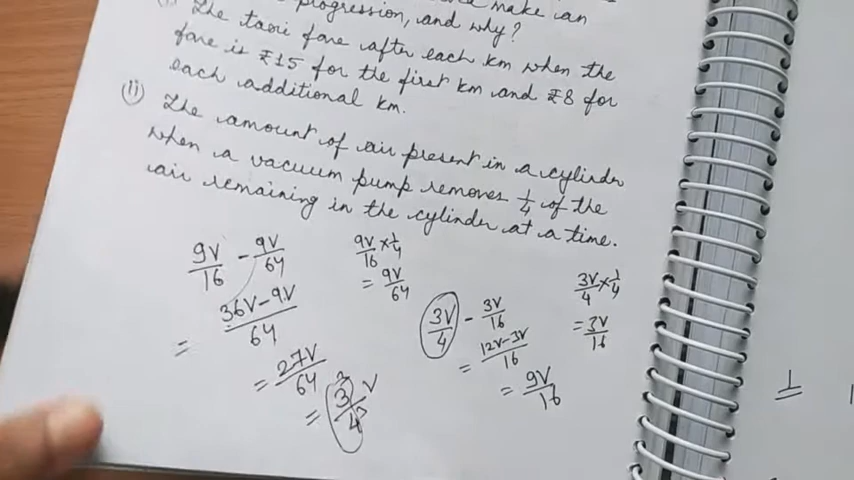 make an
progression, and why?
(i) The taxi fare after each km when the
fare is ₹15 for the first km and ₹8 for
each additional km.
(ii) The amount of air present in a cylinder
when a vacuum pump removes 1/4 of the
air remaining in the cylinder at a time.
9V/16 - 9V/64
36V-9V/64
=
= 27V/64
=
9V/16 × 1/4
= 9V/64
3V/4 - 3V/16
= 12V-3V/16
= 9V/16
3V/4 × 1/4
= 3V/16